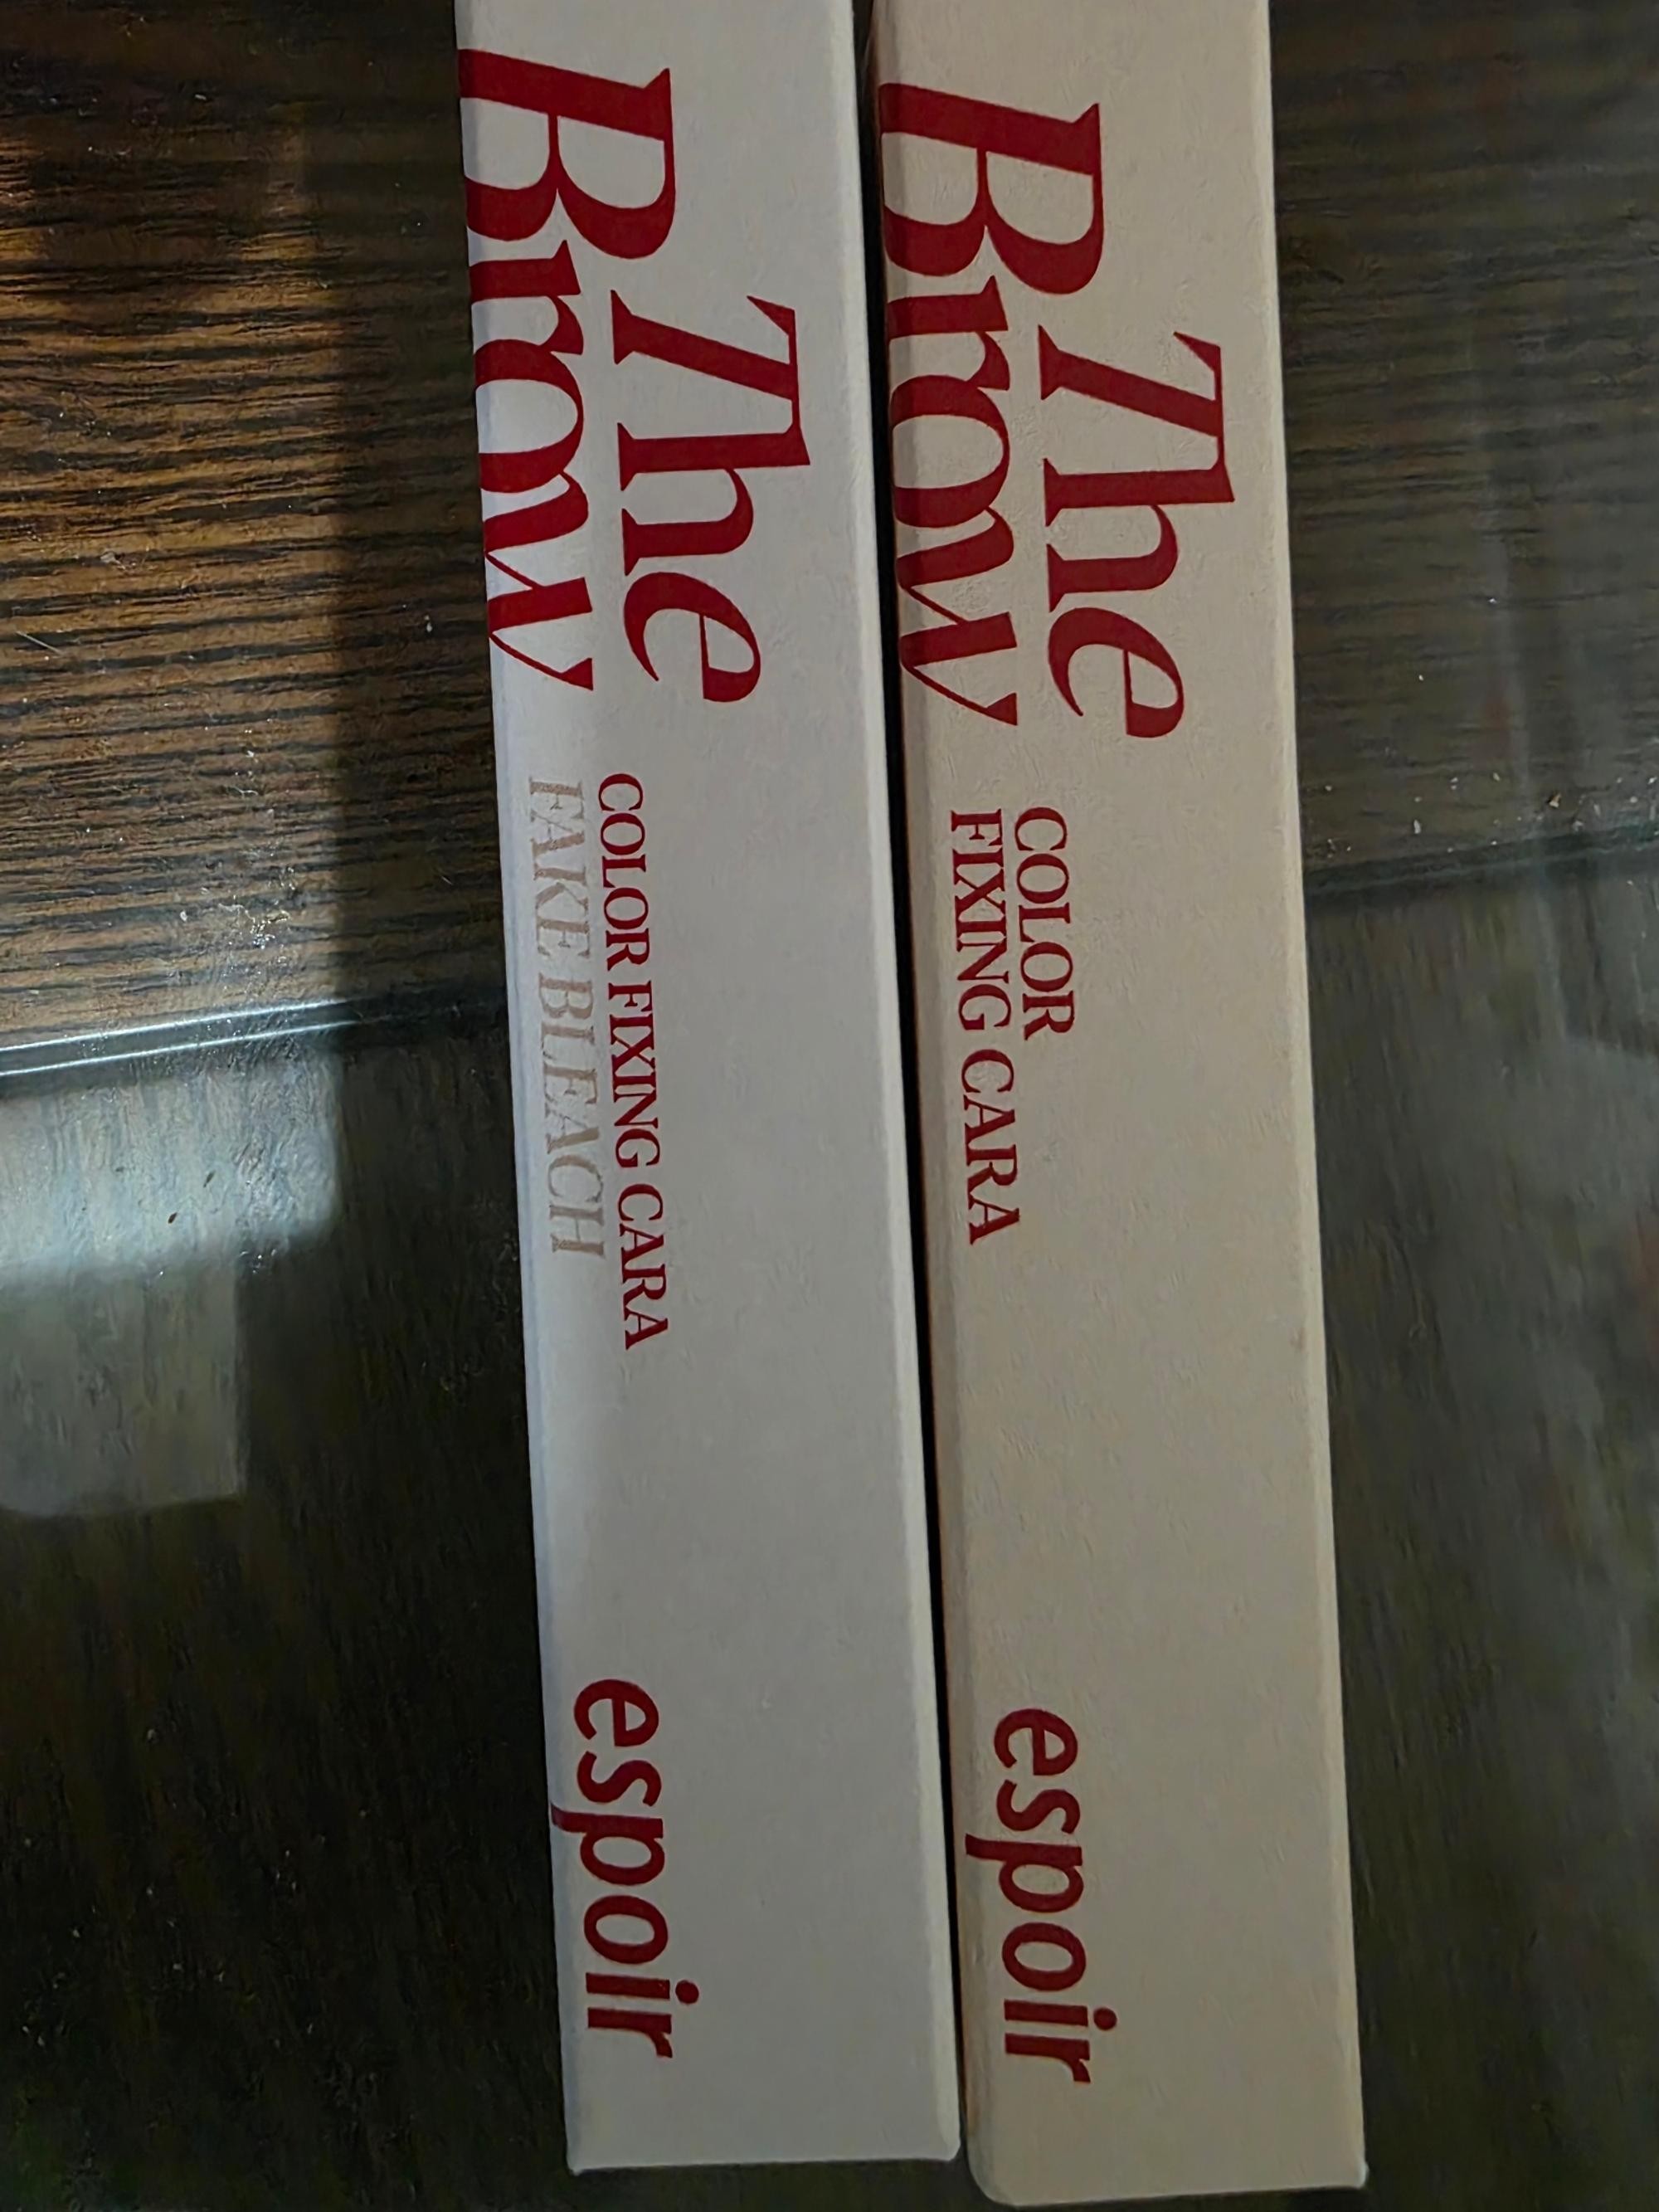 The
Brow
COLOR FIXING CARA
FAKE BLEACH
espoir
The
Brow
COLOR
FIXING CARA
espoir